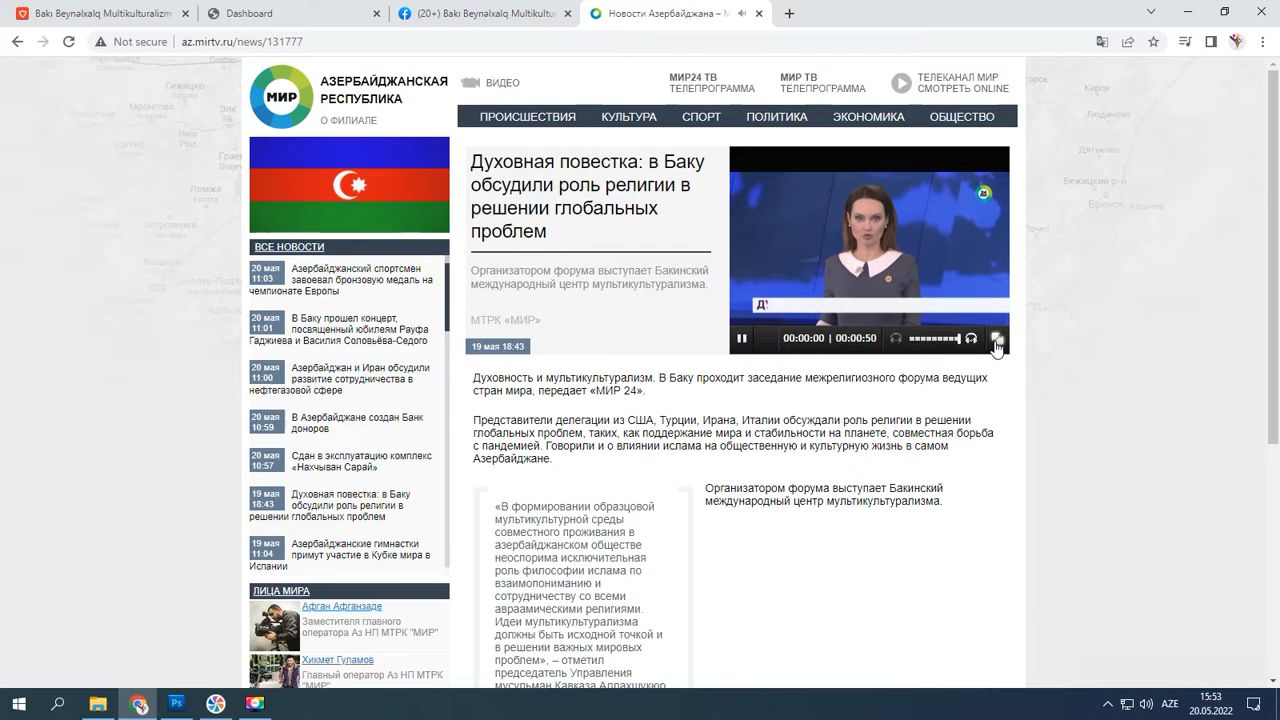 Bakı Beynəlxalq Multikulturalizm
Dashboard
(20+) Bakı Beynəlxalq Multikultur
Новости Азербайджана – М
Not secure
az.mirtv.ru/news/131777
МИР
АЗЕРБАЙДЖАНСКАЯ
РЕСПУБЛИКА
О ФИЛИАЛЕ
ВИДЕО
МИР24 ТВ
ТЕЛЕПРОГРАММА
МИР ТВ
ТЕЛЕПРОГРАММА
ТЕЛЕКАНАЛ МИР
СМОТРЕТЬ ONLINE
ПРОИСШЕСТВИЯ
КУЛЬТУРА
СПОРТ
ПОЛИТИКА
ЭКОНОМИКА
ОБЩЕСТВО
ВСЕ НОВОСТИ
20 мая
11:03
Азербайджанский спортсмен
завоевал бронзовую медаль на
чемпионате Европы
20 мая
11:01
В Баку прошел концерт,
посвященный юбилеям Рауфа
Гаджиева и Василия Соловьёва-Седого
20 мая
11:00
Азербайджан и Иран обсудили
развитие сотрудничества в
нефтегазовой сфере
20 мая
10:59
В Азербайджане создан Банк
доноров
20 мая
10:57
Сдан в эксплуатацию комплекс
«Нахчыван Сарай»
19 мая
18:43
Духовная повестка: в Баку
обсудили роль религии в
решении глобальных проблем
19 мая
11:04
Азербайджанские гимнастки
примут участие в Кубке мира в
Испании
ЛИЦА МИРА
Афган Афганзаде
Заместителя главного
оператора Аз НП МТРК "МИР"
Хикмет Гуламов
Главный оператор Аз НП МТРК
"МИР"
Духовная повестка: в Баку
обсудили роль религии в
решении глобальных
проблем
Организатором форума выступает Бакинский
международный центр мультикультурализма.
МТРК «МИР»
19 мая 18:43
00:00:00 | 00:00:50
Духовность и мультикультурализм. В Баку проходит заседание межрелигиозного форума ведущих
стран мира, передает «МИР 24».
Представители делегации из США, Турции, Ирана, Италии обсуждали роль религии в решении
глобальных проблем, таких, как поддержание мира и стабильности на планете, совместная борьба
с пандемией. Говорили и о влиянии ислама на общественную и культурную жизнь в самом
Азербайджане.
«В формировании образцовой
мультикультурной среды
совместного проживания в
азербайджанском обществе
неоспорима исключительная
роль философии ислама по
взаимопониманию и
сотрудничеству со всеми
авраамическими религиями.
Идеи мультикультурализма
должны быть исходной точкой и
в решении важных мировых
проблем», – отметил
председатель Управления
мусульман Кавказа Аллахшукюр
Организатором форума выступает Бакинский
международный центр мультикультурализма.
AZE
15:53
20.05.2022